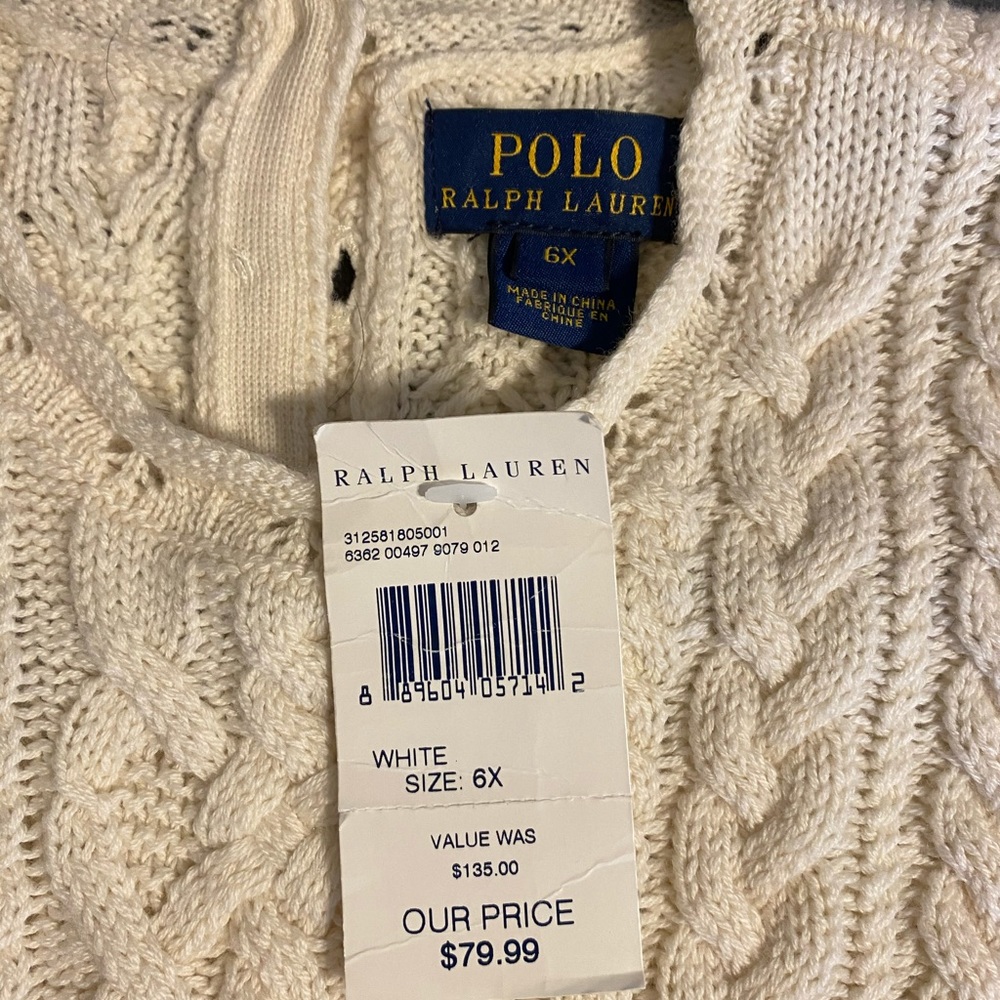 POLO
RALPH LAUREN
6X
MADE IN CHINA
FABRIQUE EN
CHINE
RALPH LAUREN
312581805001
6362 00497 9079 012
8 89604 05714 2
WHITE
SIZE: 6X
VALUE WAS
$135.00
OUR PRICE
$79.99